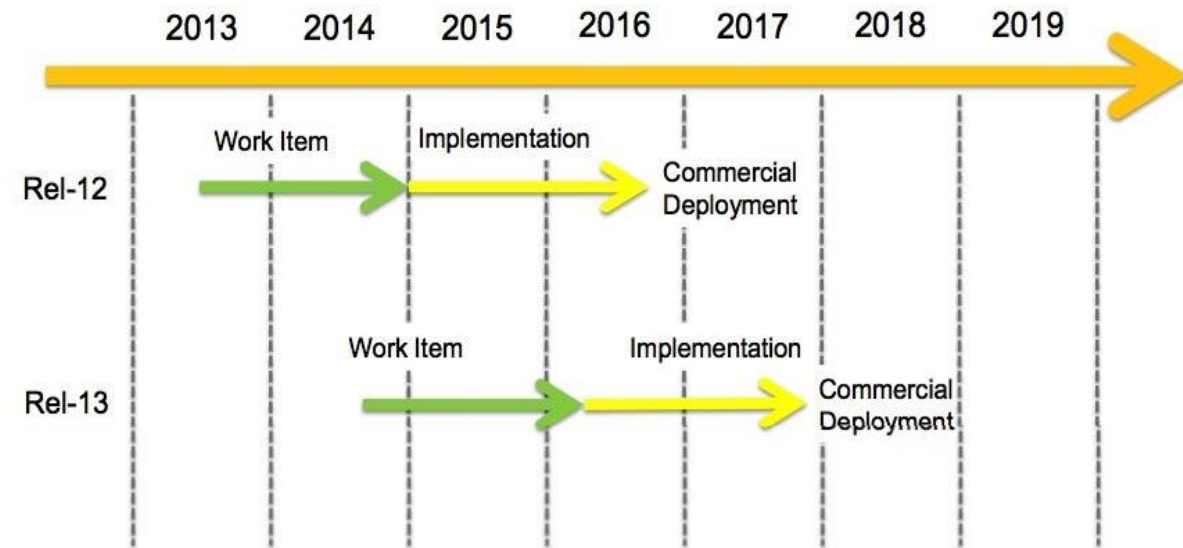 2013 2014 2015 2016 2017 2018 2019
Work Item Implementation
Rel-12
Commercial
Deployment
Work Item Implementation
Rel-13
Commercial
Deployment